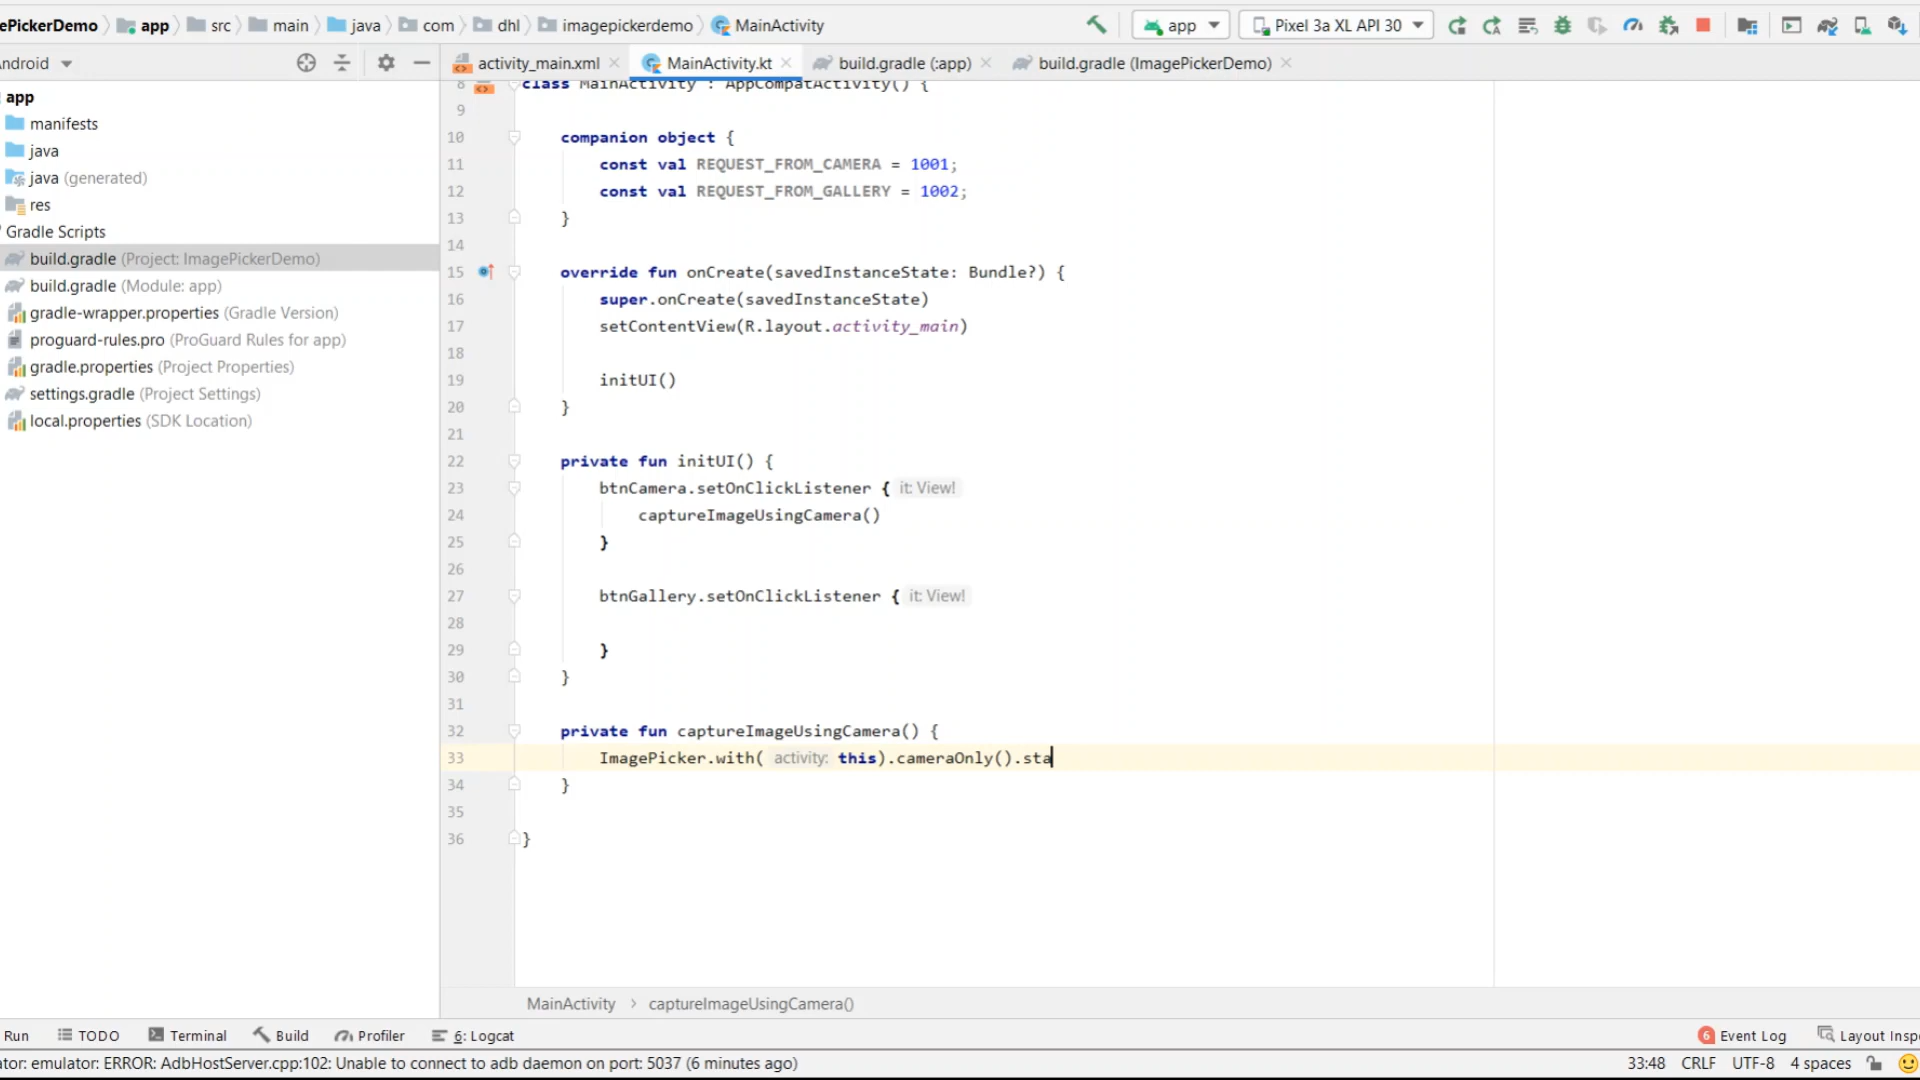 ePickerDemo app src main java com dhl imagepickerdemo MainActivity app Pixel 3a XL API 30
Android activity_main.xml MainActivity.kt build.gradle (:app) build.gradle (ImagePickerDemo)
app
manifests
java
java (generated)
res
Gradle Scripts
build.gradle (Project: ImagePickerDemo)
build.gradle (Module: app)
gradle-wrapper.properties (Gradle Version)
proguard-rules.pro (ProGuard Rules for app)
gradle.properties (Project Properties)
settings.gradle (Project Settings)
local.properties (SDK Location)
8 class MainActivity : AppCompatActivity() {
9
10 companion object {
11 const val REQUEST_FROM_CAMERA = 1001;
12 const val REQUEST_FROM_GALLERY = 1002;
13 }
14
15 override fun onCreate(savedInstanceState: Bundle?) {
16 super.onCreate(savedInstanceState)
17 setContentView(R.layout.activity_main)
18
19 initUI()
20 }
21
22 private fun initUI() {
23 btnCamera.setOnClickListener { it: View!
24 captureImageUsingCamera()
25 }
26
27 btnGallery.setOnClickListener { it: View!
28
29 }
30 }
31
32 private fun captureImageUsingCamera() {
33 ImagePicker.with( activity: this).cameraOnly().sta
34 }
35
36 }
MainActivity captureImageUsingCamera()
Run TODO Terminal Build Profiler 6: Logcat 6 Event Log Layout Insp
ator: emulator: ERROR: AdbHostServer.cpp:102: Unable to connect to adb daemon on port: 5037 (6 minutes ago) 33:48 CRLF UTF-8 4 spaces